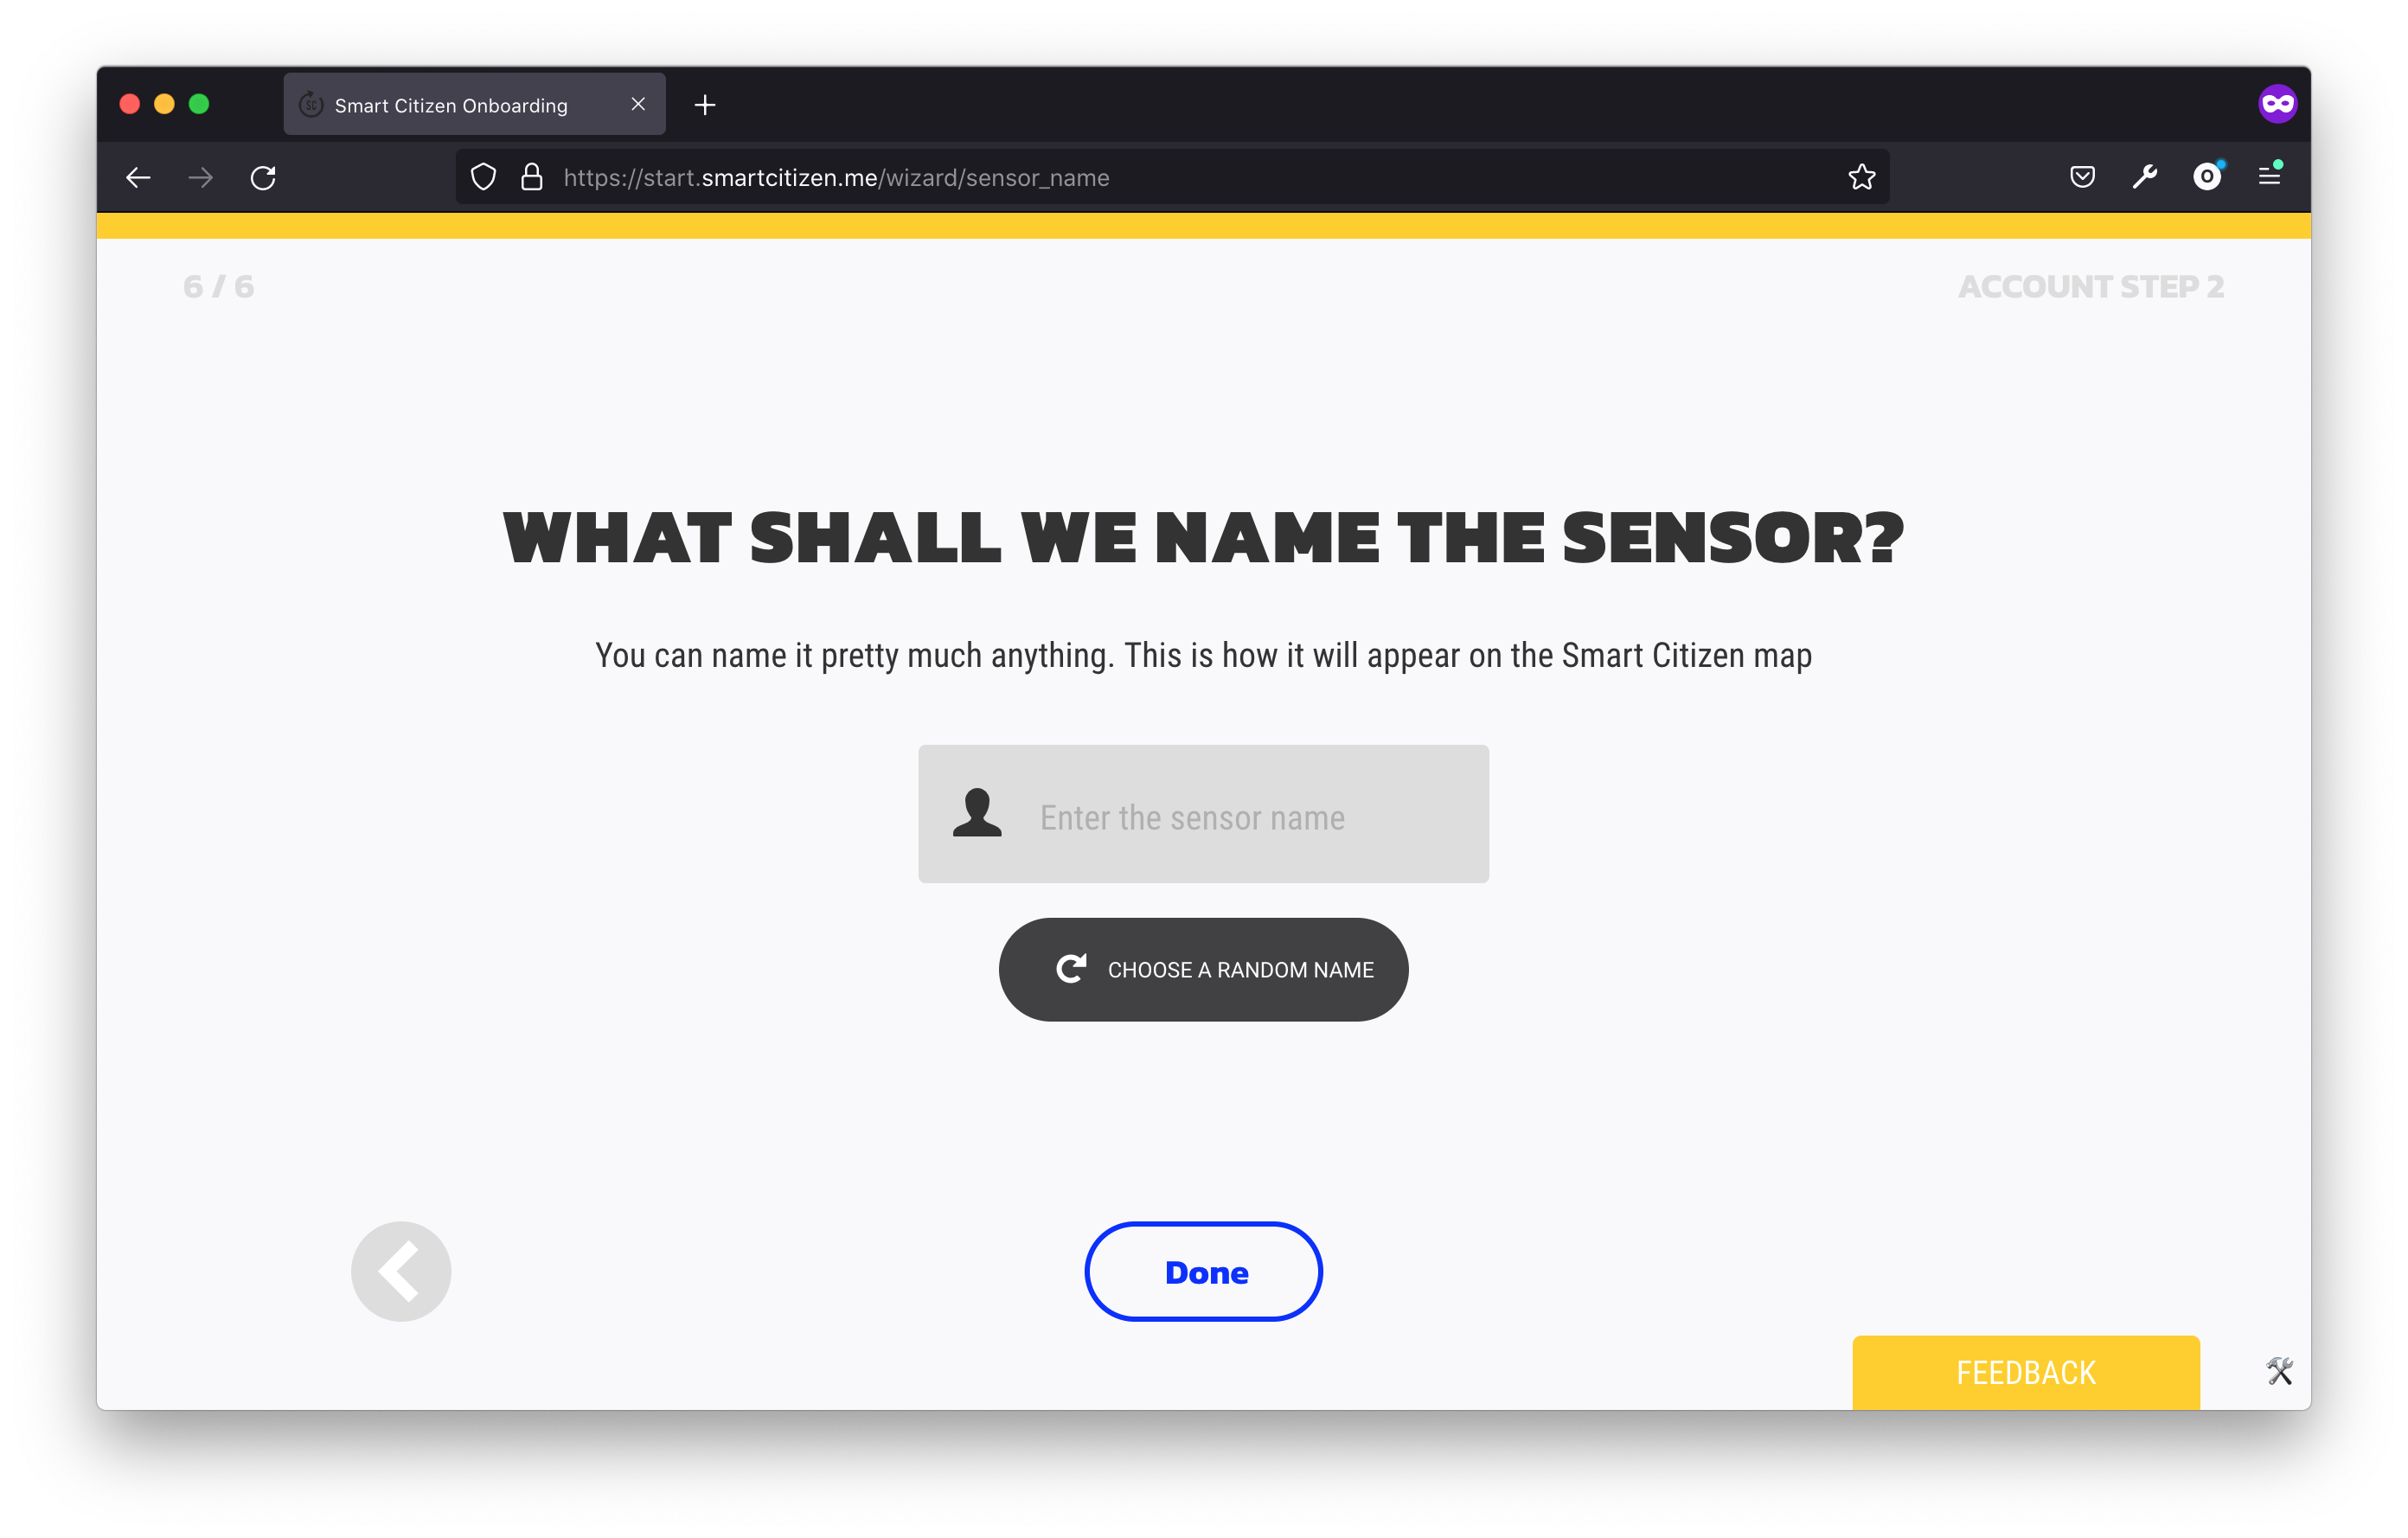 Smart Citizen Onboarding
https://start.smartcitizen.me/wizard/sensor_name
6 / 6
ACCOUNT STEP 2
WHAT SHALL WE NAME THE SENSOR?
You can name it pretty much anything. This is how it will appear on the Smart Citizen map
Enter the sensor name
CHOOSE A RANDOM NAME
Done
FEEDBACK